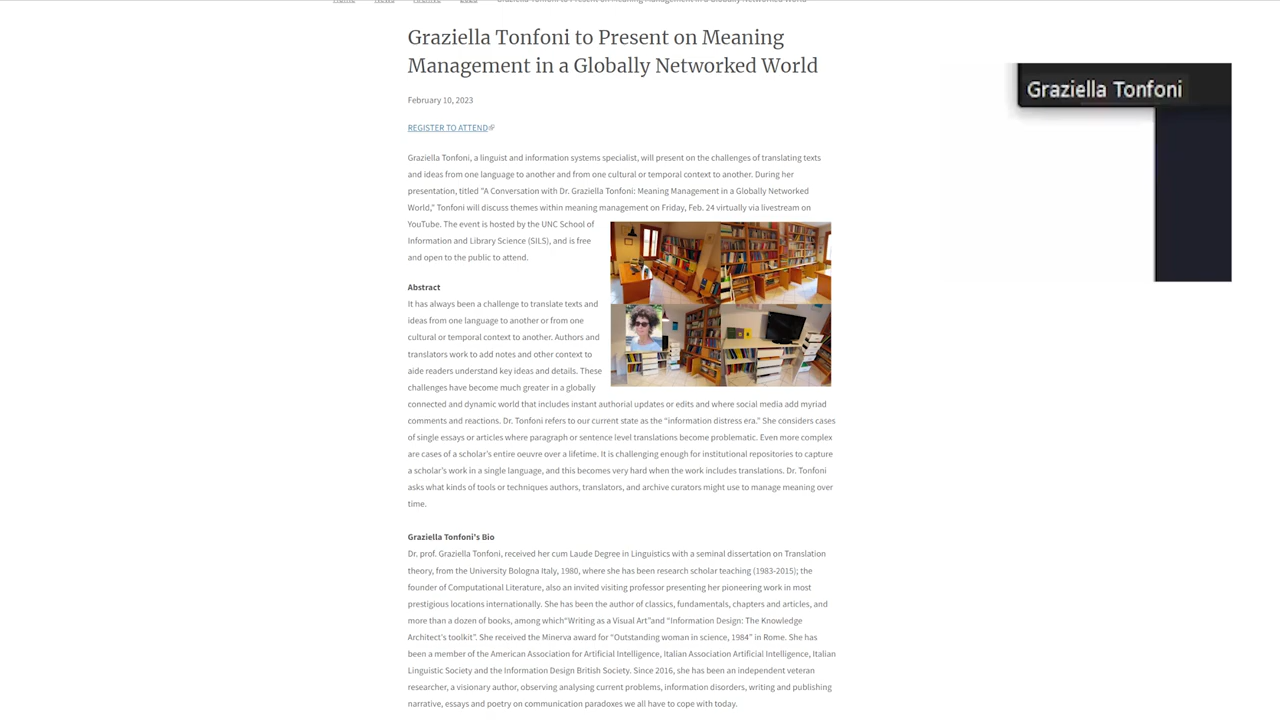 Graziella Tonfoni to Present on Meaning
Management in a Globally Networked World
February 10, 2023
REGISTER TO ATTEND
Graziella Tonfoni, a linguist and information systems specialist, will present on the challenges of translating texts
and ideas from one language to another and from one cultural or temporal context to another. During her
presentation, titled "A Conversation with Dr. Graziella Tonfoni: Meaning Management in a Globally Networked
World," Tonfoni will discuss themes within meaning management on Friday, Feb. 24 virtually via livestream on
YouTube. The event is hosted by the UNC School of
Information and Library Science (SILS), and is free
and open to the public to attend.
Abstract
It has always been a challenge to translate texts and
ideas from one language to another or from one
cultural or temporal context to another. Authors and
translators work to add notes and other context to
aide readers understand key ideas and details. These
challenges have become much greater in a globally
connected and dynamic world that includes instant authorial updates or edits and where social media add myriad
comments and reactions. Dr. Tonfoni refers to our current state as the “information distress era.” She considers cases
of single essays or articles where paragraph or sentence level translations become problematic. Even more complex
are cases of a scholar’s entire oeuvre over a lifetime. It is challenging enough for institutional repositories to capture
a scholar’s work in a single language, and this becomes very hard when the work includes translations. Dr. Tonfoni
asks what kinds of tools or techniques authors, translators, and archive curators might use to manage meaning over
time.
Graziella Tonfoni's Bio
Dr. prof. Graziella Tonfoni, received her cum Laude Degree in Linguistics with a seminal dissertation on Translation
theory, from the University Bologna Italy, 1980, where she has been research scholar teaching (1983-2015); the
founder of Computational Literature, also an invited visiting professor presenting her pioneering work in most
prestigious locations internationally. She has been the author of classics, fundamentals, chapters and articles, and
more than a dozen of books, among which“Writing as a Visual Art”and “Information Design: The Knowledge
Architect's toolkit”. She received the Minerva award for “Outstanding woman in science, 1984” in Rome. She has
been a member of the American Association for Artificial Intelligence, Italian Association Artificial Intelligence, Italian
Linguistic Society and the Information Design British Society. Since 2016, she has been an independent veteran
researcher, a visionary author, observing analysing current problems, information disorders, writing and publishing
narrative, essays and poetry on communication paradoxes we all have to cope with today.
Graziella Tonfoni